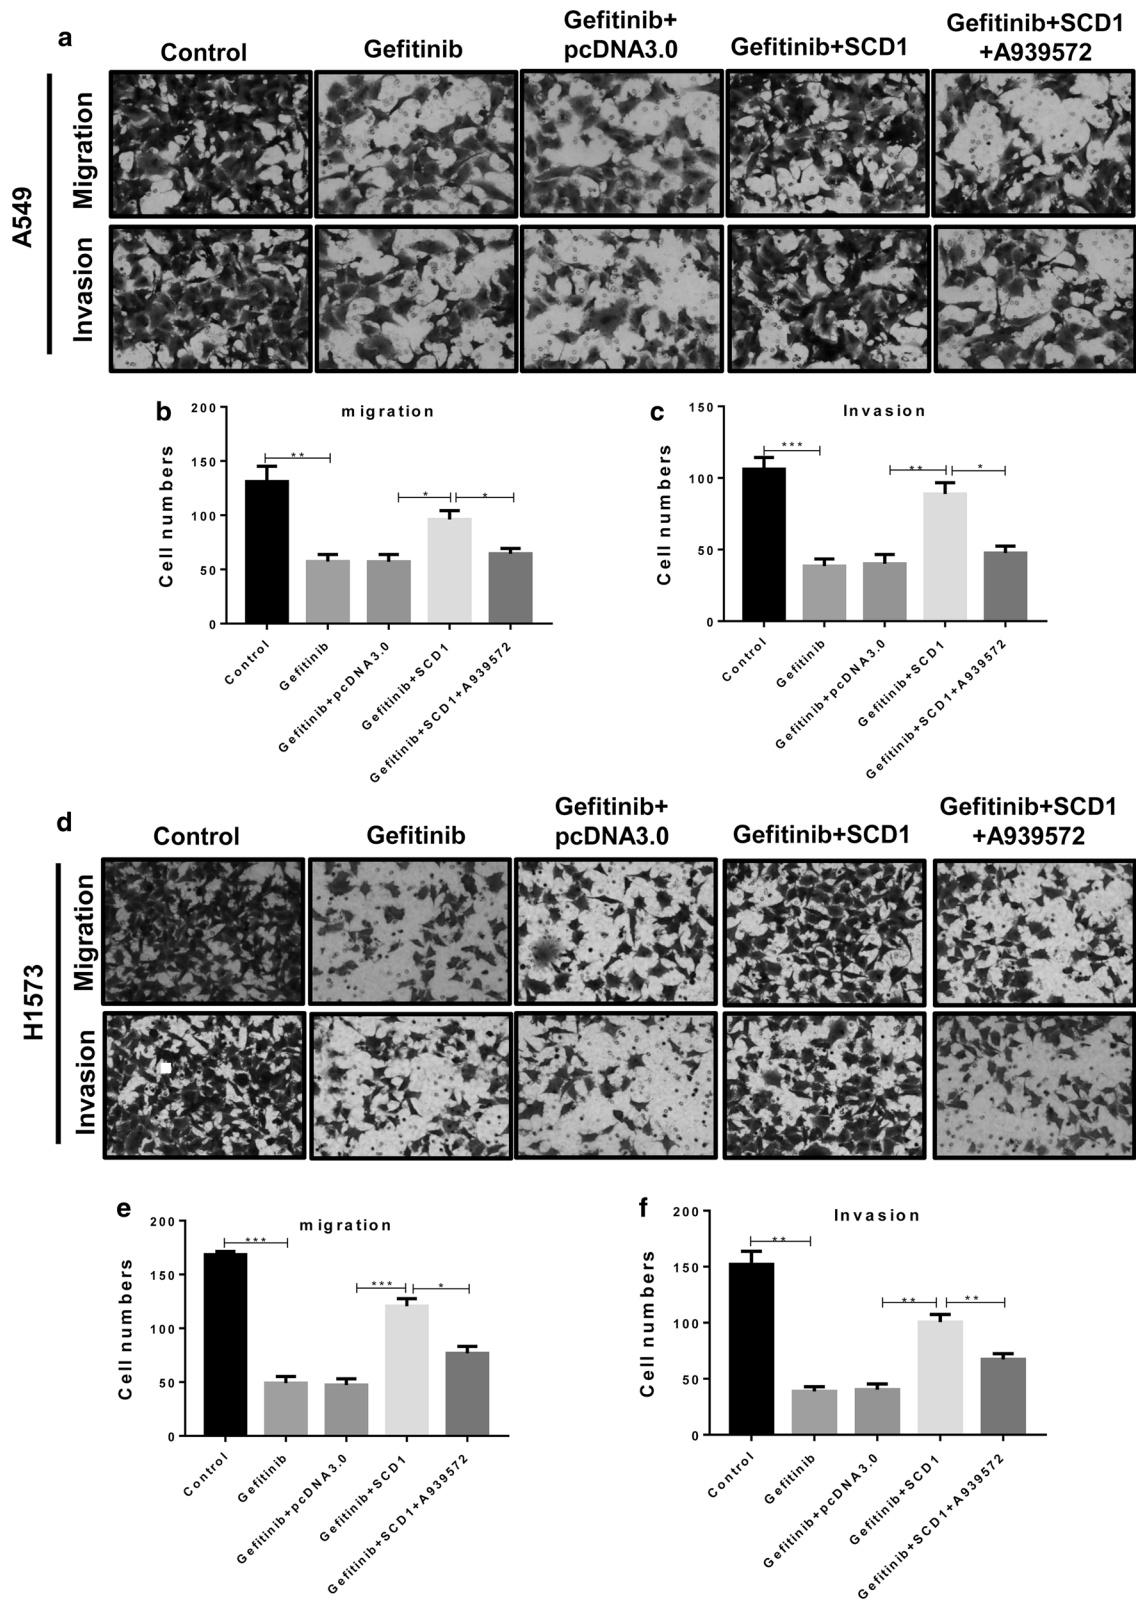 a
Control
Gefitinib
Gefitinib+
pcDNA3.0
Gefitinib+SCD1
Gefitinib+SCD1
+A939572
A549
Migration
Invasion
b
migration
Cell numbers
200
150
100
50
0
**
*
*
Control
Gefitinib
Gefitinib+pcDNA3.0
Gefitinib+SCD1
Gefitinib+SCD1+A939572
c
Invasion
Cell numbers
150
100
50
0
***
**
*
Control
Gefitinib
Gefitinib+pcDNA3.0
Gefitinib+SCD1
Gefitinib+SCD1+A939572
d
Control
Gefitinib
Gefitinib+
pcDNA3.0
Gefitinib+SCD1
Gefitinib+SCD1
+A939572
H1573
Migration
Invasion
e
migration
Cell numbers
200
150
100
50
0
***
***
*
Control
Gefitinib
Gefitinib+pcDNA3.0
Gefitinib+SCD1
Gefitinib+SCD1+A939572
f
Invasion
Cell numbers
200
150
100
50
0
**
**
**
Control
Gefitinib
Gefitinib+pcDNA3.0
Gefitinib+SCD1
Gefitinib+SCD1+A939572